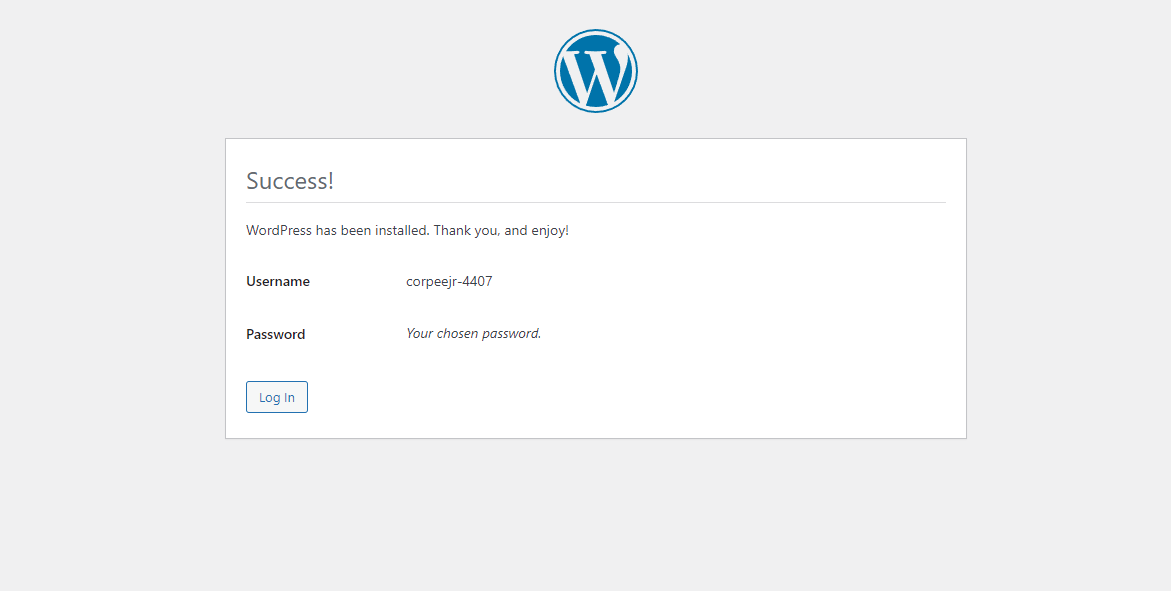 Success!
WordPress has been installed. Thank you, and enjoy!
Username corpeejr-4407
Password Your chosen password.
Log In